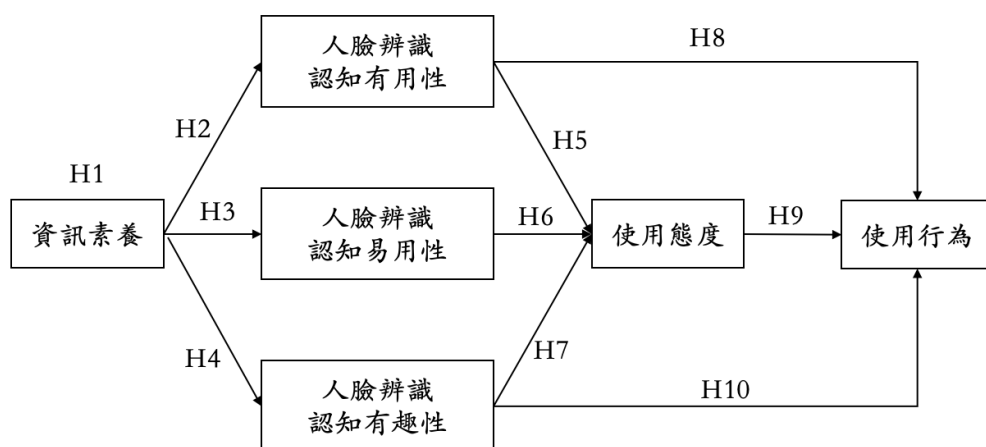 人臉辨識
認知有用性
H8
H2
H5
H1
資訊素養
H3
人臉辨識
認知易用性
H6
使用態度
H9
使用行為
H4
H7
人臉辨識
認知有趣性
H10